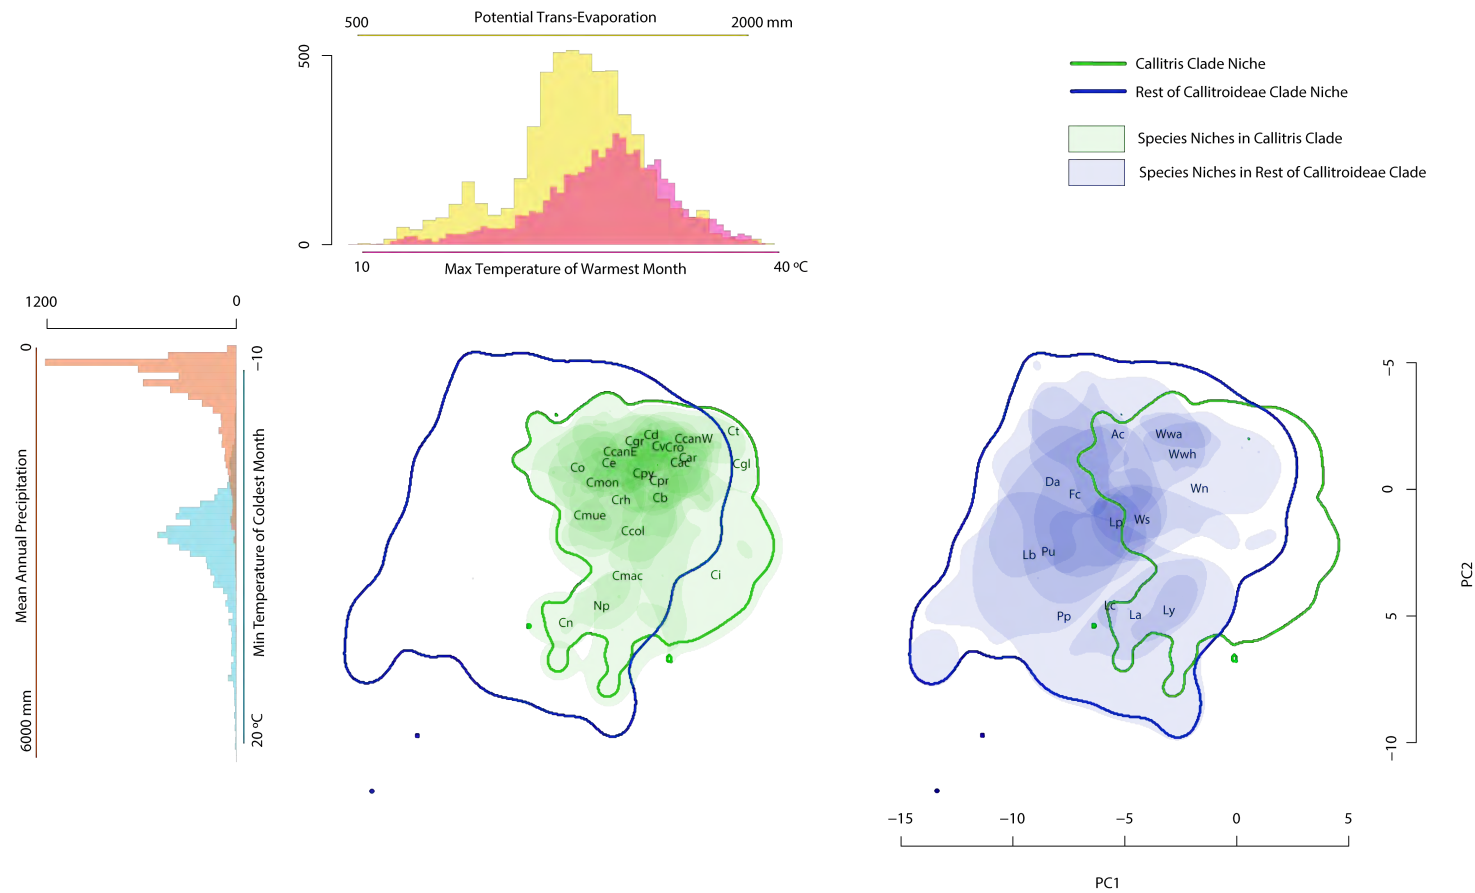 Potential Trans-Evaporation
500
2000 mm
500
0
10
Max Temperature of Warmest Month
40 ºC
Callitris Clade Niche
Rest of Callitroideae Clade Niche
Species Niches in Callitris Clade
Species Niches in Rest of Callitroideae Clade
1200
0
0
Mean Annual Precipitation
6000 mm
−10
Min Temperature of Coldest Month
20 ºC
Ct
Cd
Cgr
CcanW
CvCro
CcanE
Car
Cac
Ce
Cgl
Co
Cpy
Cpr
Cmon
Crh
Cb
Cmue
Ccol
Cmac
Ci
Np
Cn
Ac
Wwa
Wwh
Da
Fc
Wn
Lp
Ws
Lb
Pu
Lc
Pp
La
Ly
−5
0
5
−10
PC2
−15
−10
−5
0
5
PC1